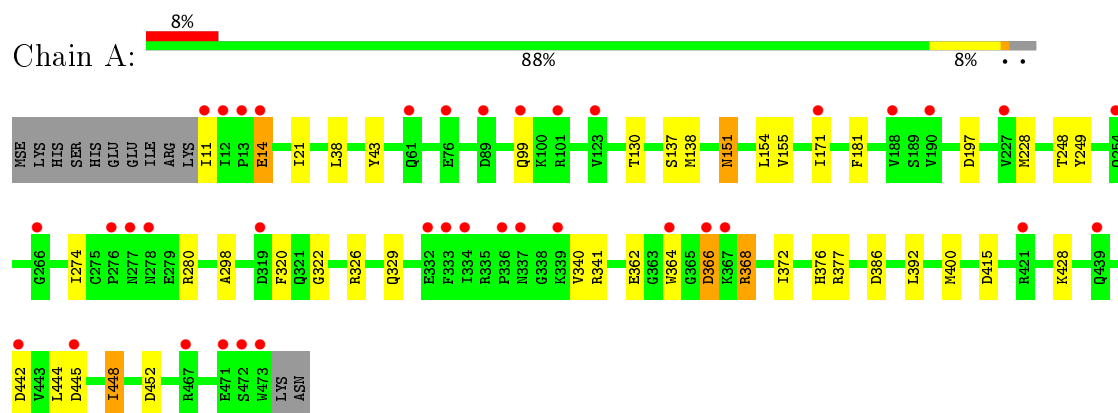 8%
Chain A:
88% 8% • •
MSE LYS HIS SER HIS GLU GLU ILE ARG LYS I11 I12 P13 E14 I21 L38 Y43 Q61 E76 D89 Q99 K100 R101 V123 T130 S137 M138 N151 L154 V155 I171 F181 V188 S189 V190 D197 V227 M228 T248 Y249
G266 I274 C275 P276 N277 N278 E279 R280 A298 D319 F320 Q321 G322 R326 Q329 E332 F333 I334 R335 P336 N337 G338 K339 V340 R341 E362 G363 W364 G365 D366 K367 R368 I372 H376 R377 D386 L392 M400 D415 K428 R421 Q439
D442 V443 L444 D445 I448 D452 R467 E471 S472 W473 LYS ASN